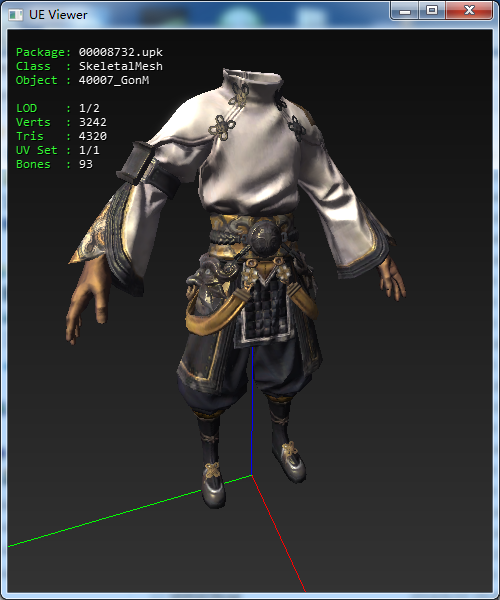 UE Viewer
Package: 00008732.upk
Class : SkeletalMesh
Object : 40007_GonM
LOD : 1/2
Verts : 3242
Tris : 4320
UV Set : 1/1
Bones : 93